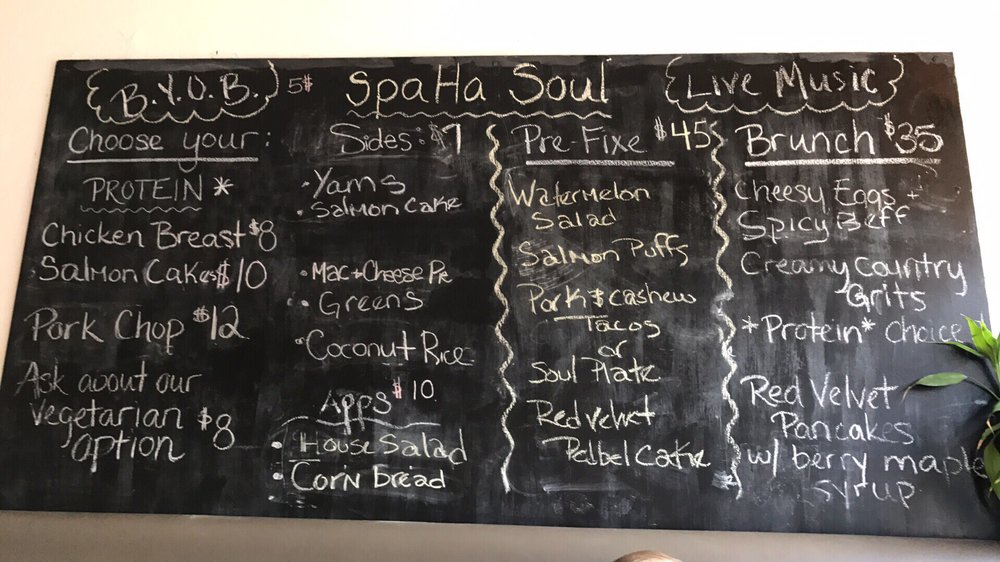 B.Y.O.B. 5$
SpaHa Soul
Live Music
Choose your:
PROTEIN *
Chicken Breast $8
Salmon Cakes $10
Pork Chop $12
Ask about our
vegetarian $8
option
Sides: $7
• Yams
• Salmon Cake
• Mac + Cheese Pie
• Greens
• Coconut Rice
Apps $10
• House Salad
• Corn bread
Pre-Fixe $45
Watermelon
Salad
Salmon Puffs
Pork & cashew
Tacos
or
Soul Plate
Red velvet
Cake
Brunch $35
Cheesy Eggs +
Spicy Beff
Creamy Country
Grits
*Protein* choice
Red Velvet
Pancakes
w/ berry maple
syrup